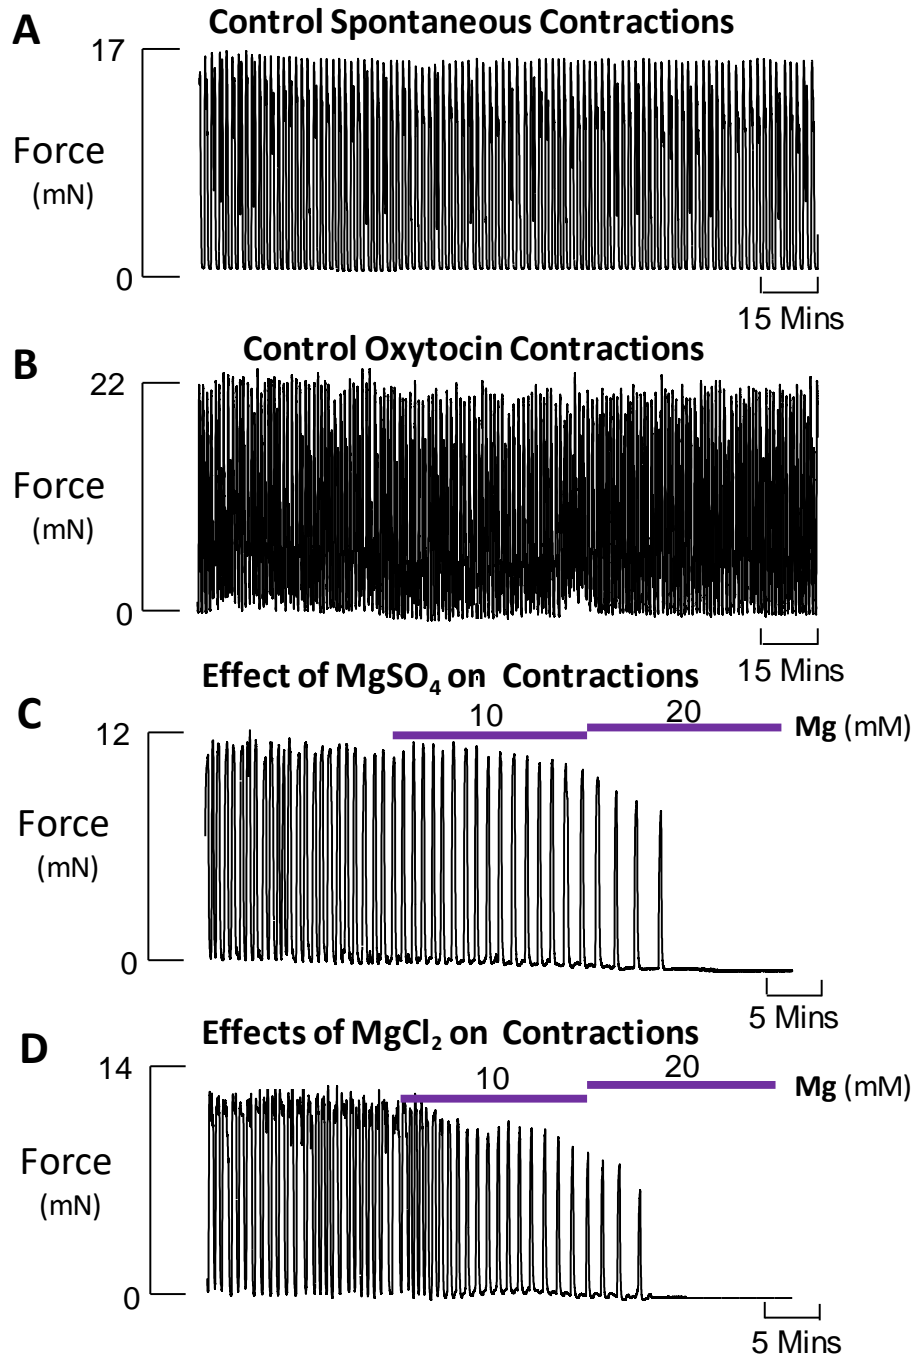 A
Control Spontaneous Contractions
17
Force
(mN)
0
15 Mins
Control Oxytocin Contractions
B
22
Force
(mN)
0
15 Mins
Effect of MgSO4 on Contractions
C
10
20
Mg (mM)
12
Force
(mN)
0
5 Mins
Effects of MgCl2 on Contractions
D
14
10
20
Mg (mM)
Force
(mN)
0
5 Mins